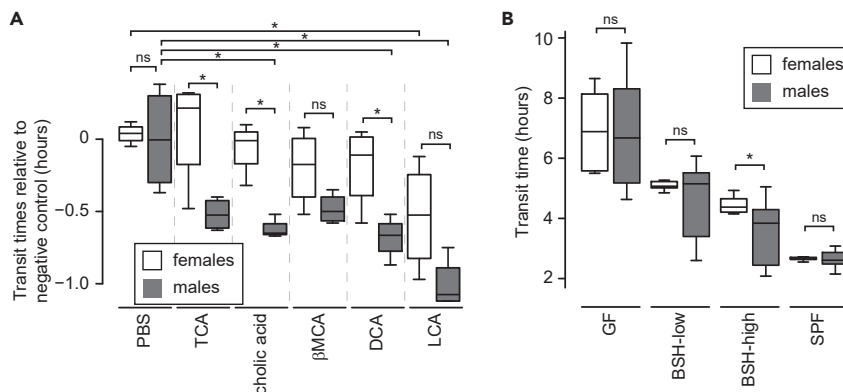 A
Transit times relative to
negative control (hours)
0
−0.5
−1.0
*
*
*
*
ns
*
*
ns
*
ns
females
males
PBS
TCA
cholic acid
βMCA
DCA
LCA
B
Transit time (hours)
10
8
6
4
2
ns
ns
*
ns
females
males
GF
BSH-low
BSH-high
SPF